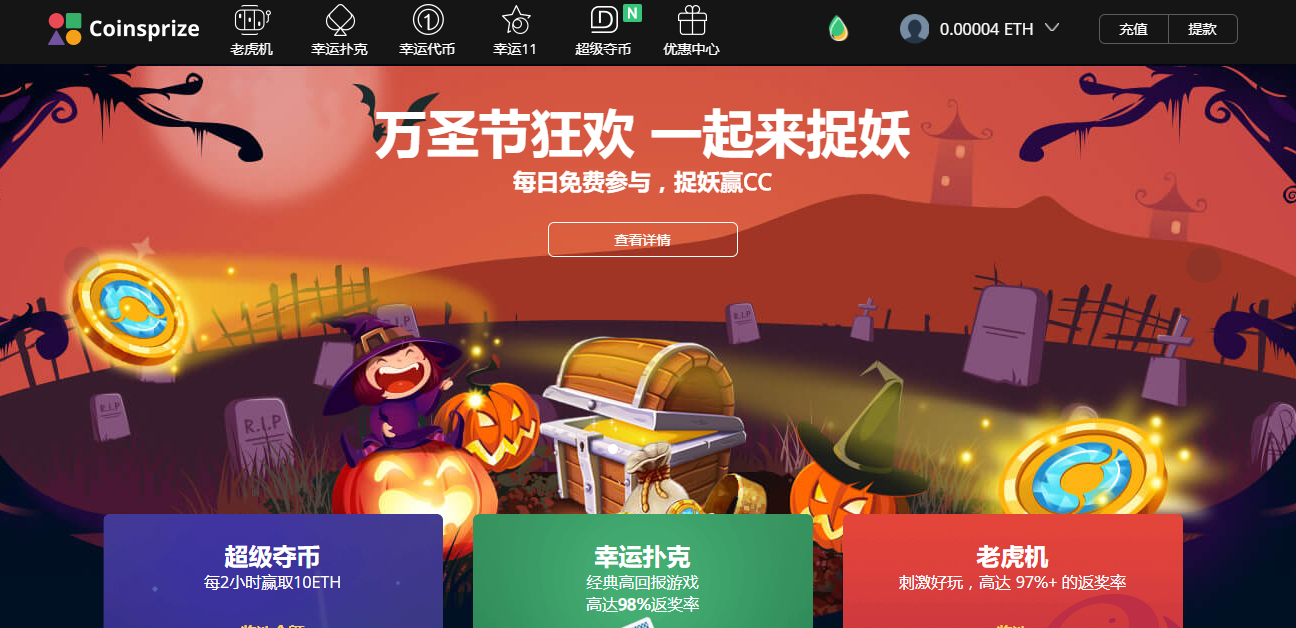 Coinsprize
老虎机
幸运扑克
1
幸运代币
6
幸运11
D
N
超级夺币
优惠中心
0.00004 ETH
充值
提款
万圣节狂欢 一起来捉妖
每日免费参与，捉妖赢CC
查看详情
R.I.P
R.I.P
R.I.P
R.I.P
超级夺币
每2小时赢取10ETH
幸运扑克
经典高回报游戏
高达98%返奖率
老虎机
刺激好玩，高达 97%+ 的返奖率